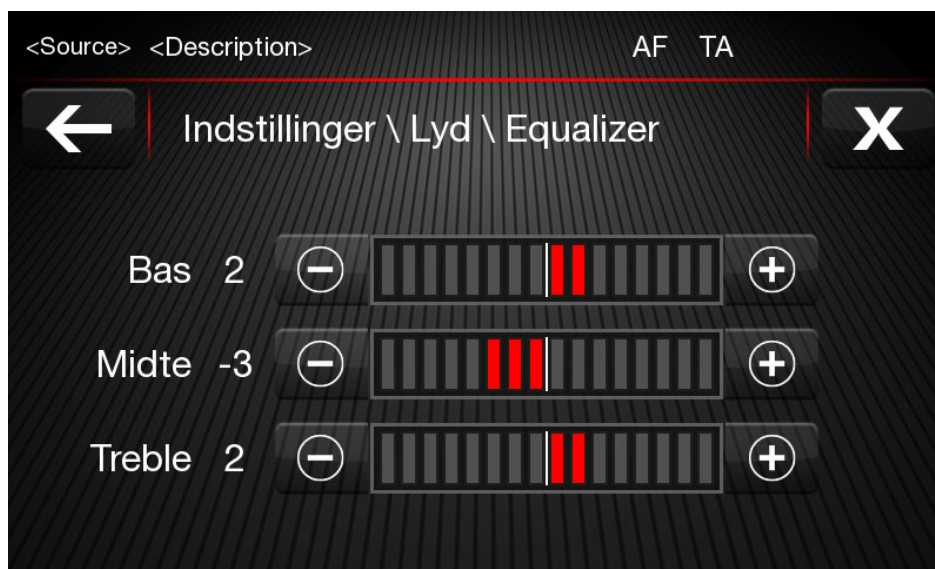 <Source> <Description> AF TA
Indstillinger \ Lyd \ Equalizer
X
Bas 2
Midte -3
Treble 2